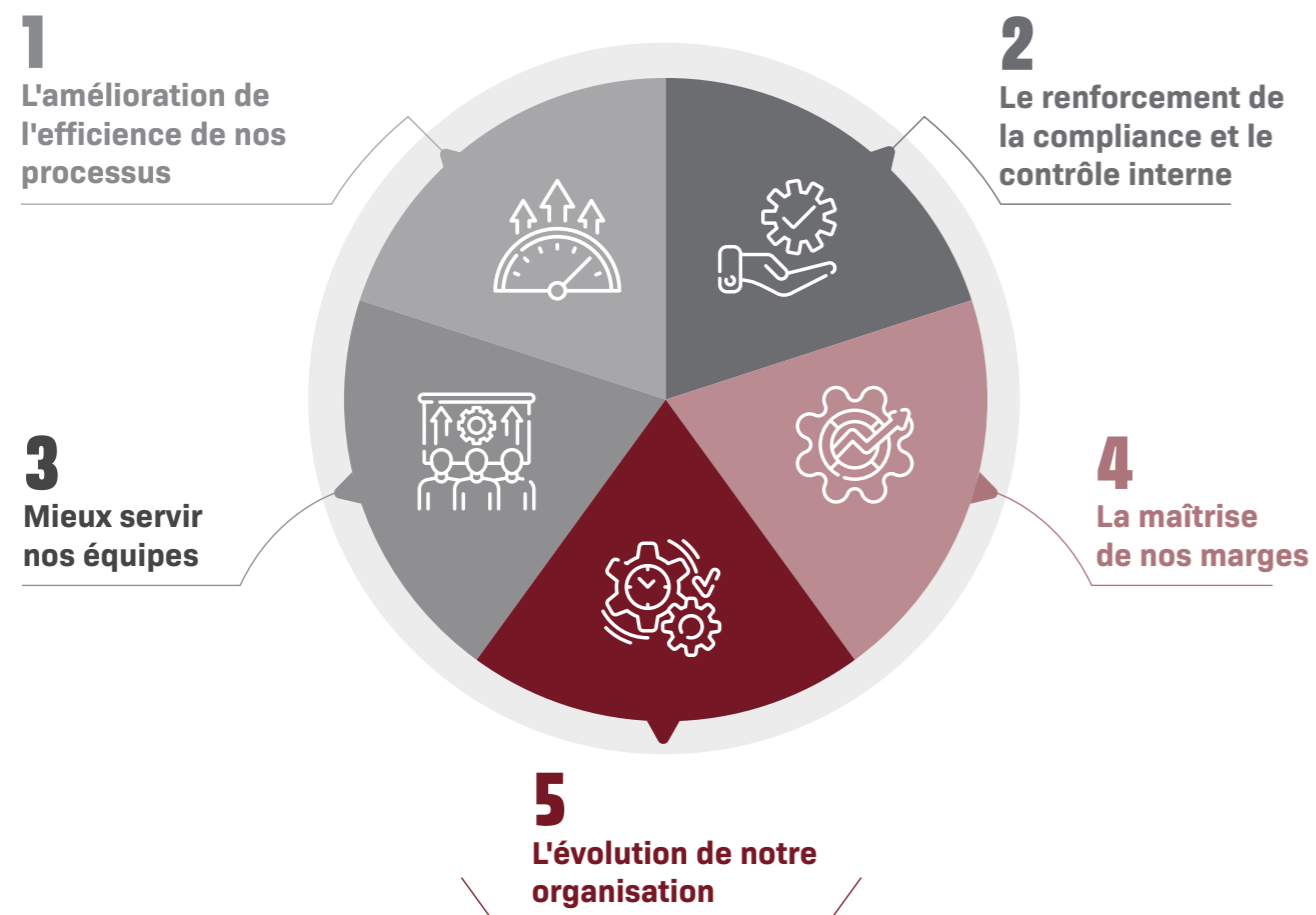 1
L'amélioration de
l'efficience de nos
processus
2
Le renforcement de
la compliance et le
contrôle interne
3
Mieux servir
nos équipes
4
La maîtrise
de nos marges
5
L'évolution de notre
organisation